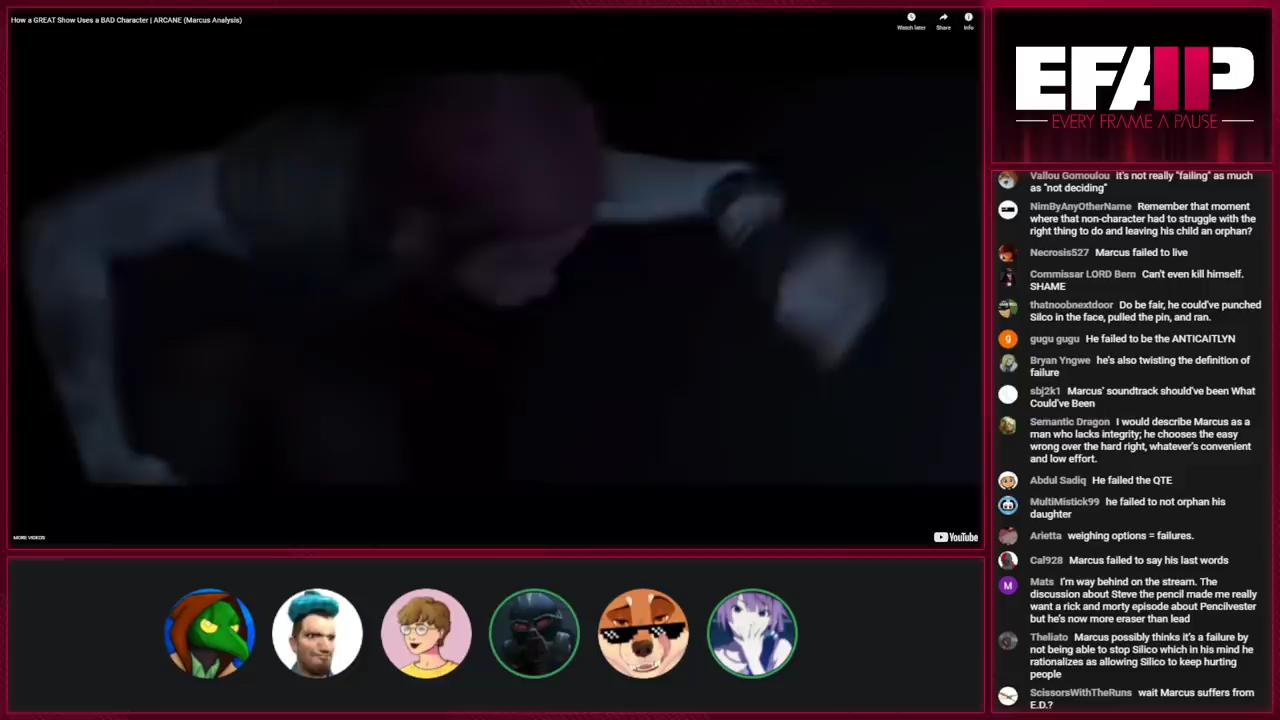 How a GREAT Show Uses a BAD Character | ARCANE (Marcus Analysis)
Watch later
Share
Info
MORE VIDEOS
YouTube
EFAP
EVERY FRAME A PAUSE
Vallou Gomoulou it's not really "failing" as much
as "not deciding"
NimByAnyOtherName Remember that moment
where that non-character had to struggle with the
right thing to do and leaving his child an orphan?
Necrosis527 Marcus failed to live
Commissar LORD Bern Can't even kill himself.
SHAME
thatnoobnextdoor Do be fair, he could've punched
Silco in the face, pulled the pin, and ran.
g
gugu gugu He failed to be the ANTICAITLYN
Bryan Yngwe he's also twisting the definition of
failure
sbj2k1 Marcus' soundtrack should've been What
Could've Been
Semantic Dragon I would describe Marcus as a
man who lacks integrity; he chooses the easy
wrong over the hard right, whatever's convenient
and low effort.
Abdul Sadiq He failed the QTE
MultiMistick99 he failed to not orphan his
daughter
Arietta weighing options = failures.
Cal928 Marcus failed to say his last words
M
Mats I'm way behind on the stream. The
discussion about Steve the pencil made me really
want a rick and morty episode about Pencilvester
but he's now more eraser than lead
Theliato Marcus possibly thinks it's a failure by
not being able to stop Silico which in his mind he
rationalizes as allowing Silico to keep hurting
people
ScissorsWithTheRuns wait Marcus suffers from
E.D.?